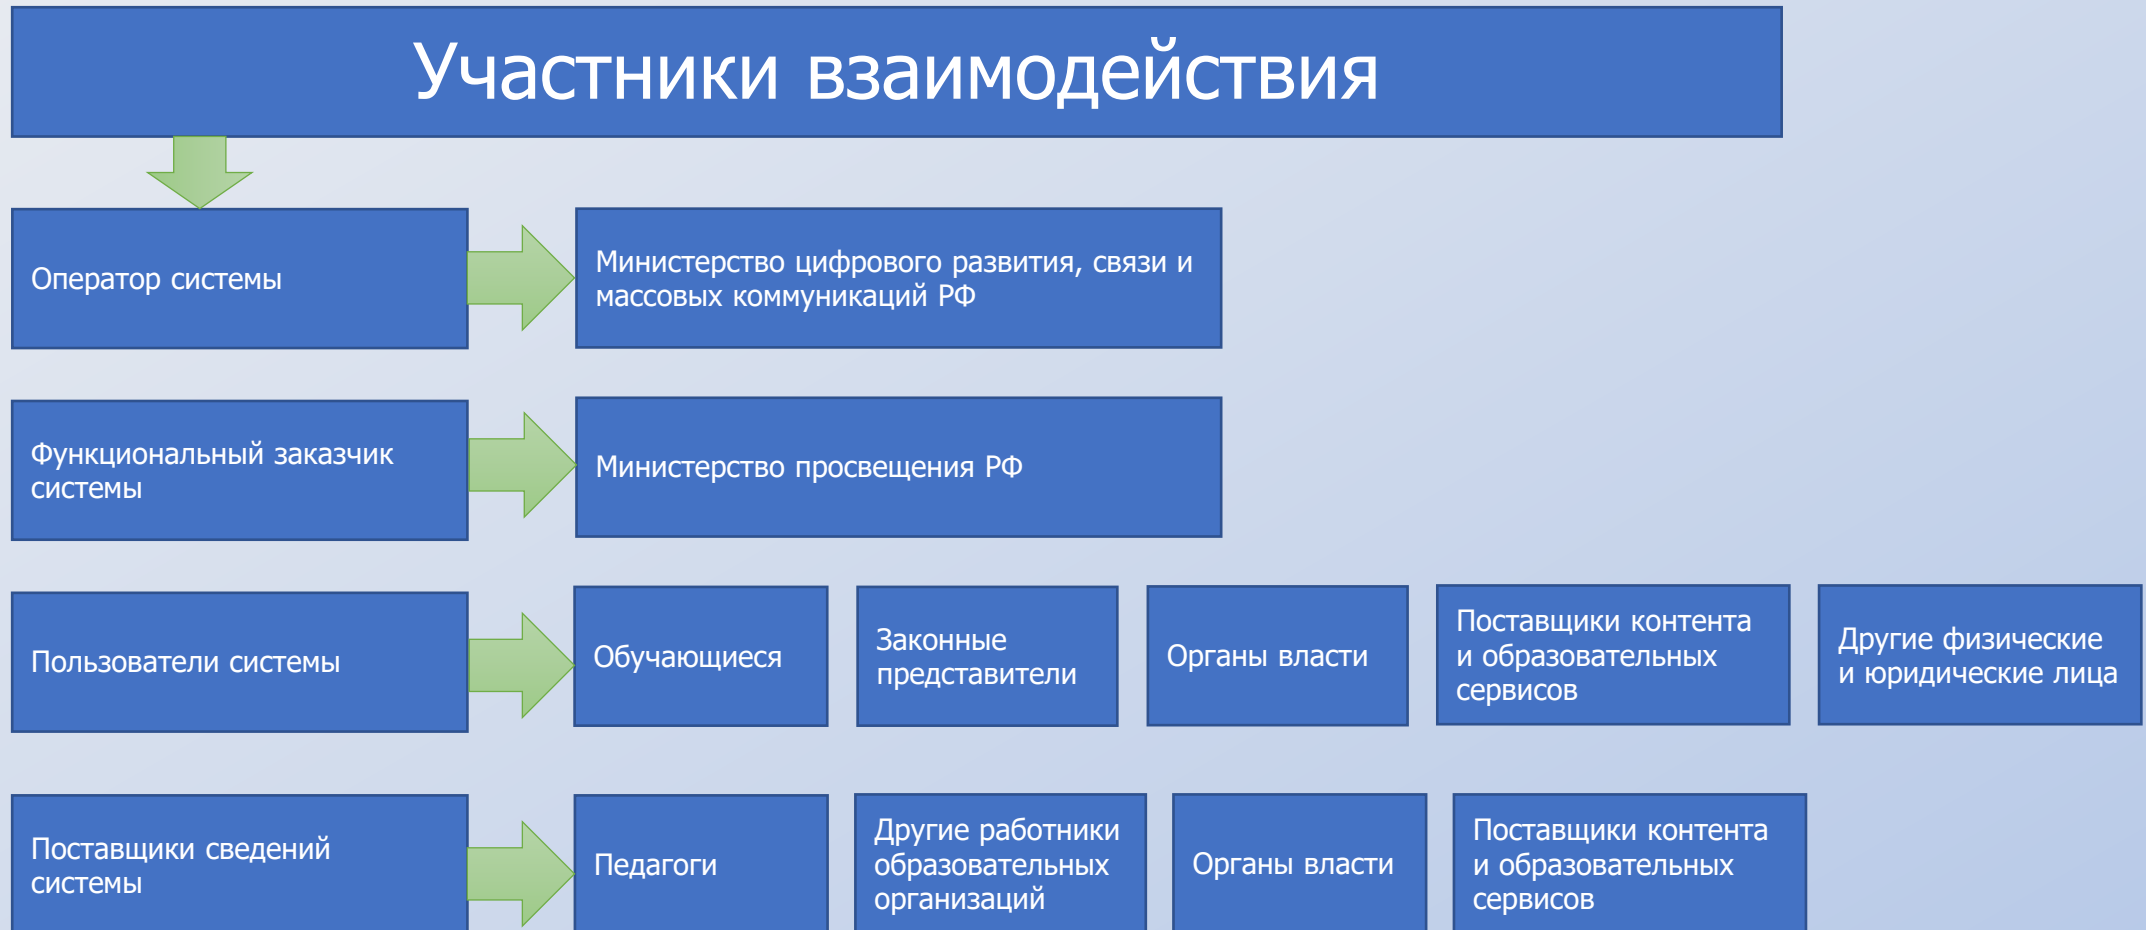 Участники взаимодействия
Оператор системы
Министерство цифрового развития, связи и
массовых коммуникаций РФ
Функциональный заказчик
системы
Министерство просвещения РФ
Пользователи системы
Обучающиеся
Законные
представители
Органы власти
Поставщики контента
и образовательных
сервисов
Другие физические
и юридические лица
Поставщики сведений
системы
Педагоги
Другие работники
образовательных
организаций
Органы власти
Поставщики контента
и образовательных
сервисов